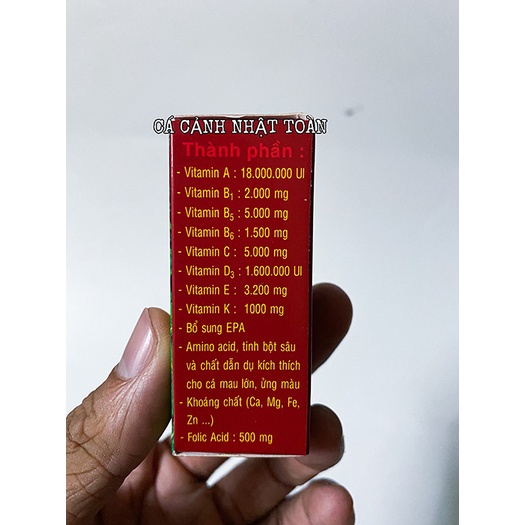 CÁ CẢNH NHẬT TOÀN
Thành phần :
- Vitamin A : 18.000.000 UI
- Vitamin B1 : 2.000 mg
- Vitamin B5 : 5.000 mg
- Vitamin B6 : 1.500 mg
- Vitamin C : 5.000 mg
- Vitamin D3 : 1.600.000 UI
- Vitamin E : 3.200 mg
- Vitamin K : 1000 mg
- Bổ sung EPA
- Amino acid, tinh bột sâu
và chất dẫn dụ kích thích
cho cá mau lớn, ửng màu
- Khoáng chất (Ca, Mg, Fe,
Zn ...)
- Folic Acid : 500 mg